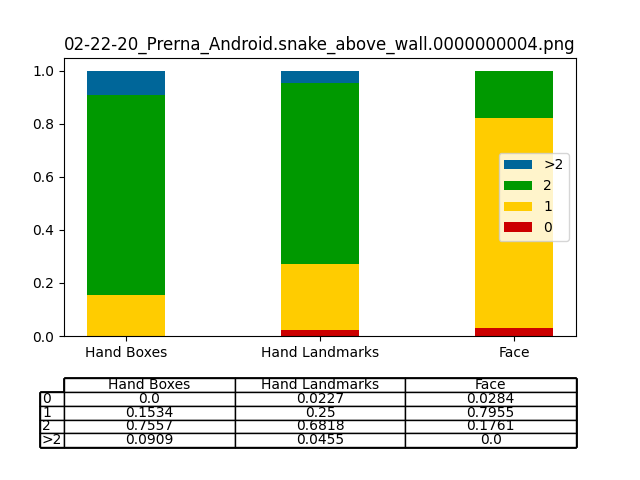 02-22-20_Prerna_Android.snake_above_wall.0000000004.png
1.0
0.8
0.6
0.4
0.2
0.0
>2
2
1
0
Hand Boxes Hand Landmarks Face
Hand Boxes Hand Landmarks Face
0 0.0 0.0227 0.0284
1 0.1534 0.25 0.7955
2 0.7557 0.6818 0.1761
>2 0.0909 0.0455 0.0